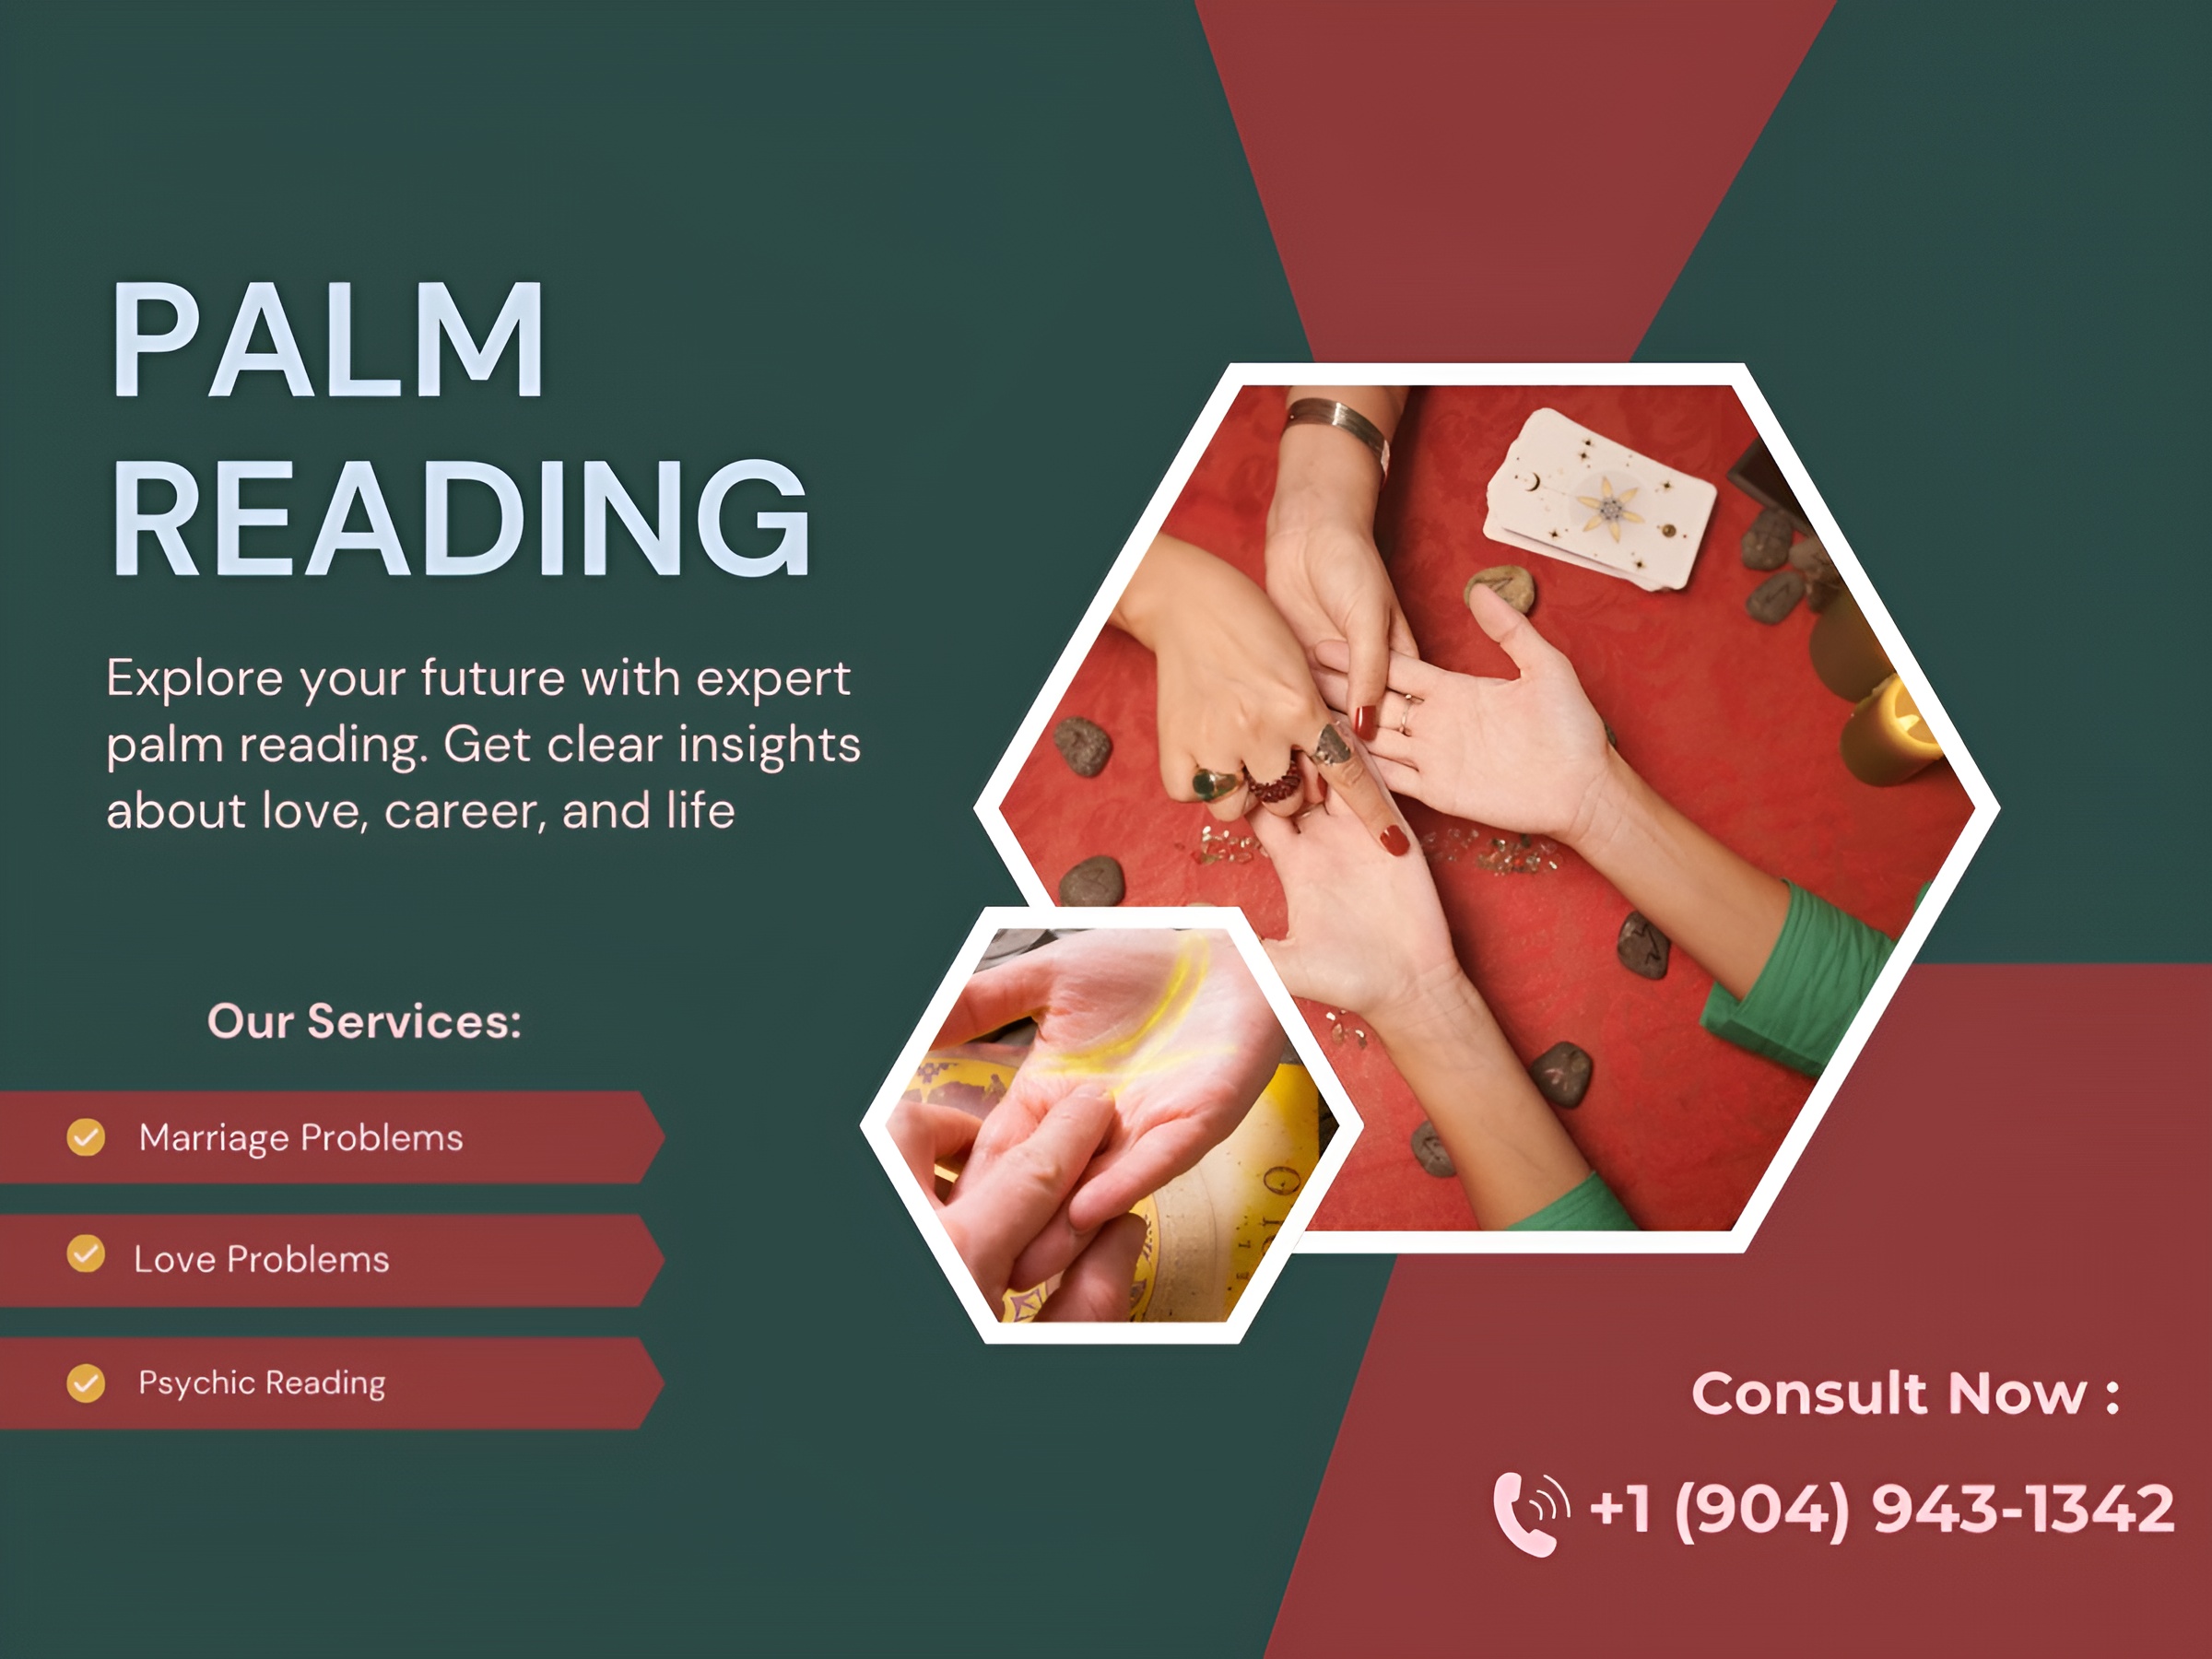 PALM
READING
Explore your future with expert
palm reading. Get clear insights
about love, career, and life
Our Services:
Marriage Problems
Love Problems
Psychic Reading
Consult Now :
+1 (904) 943-1342